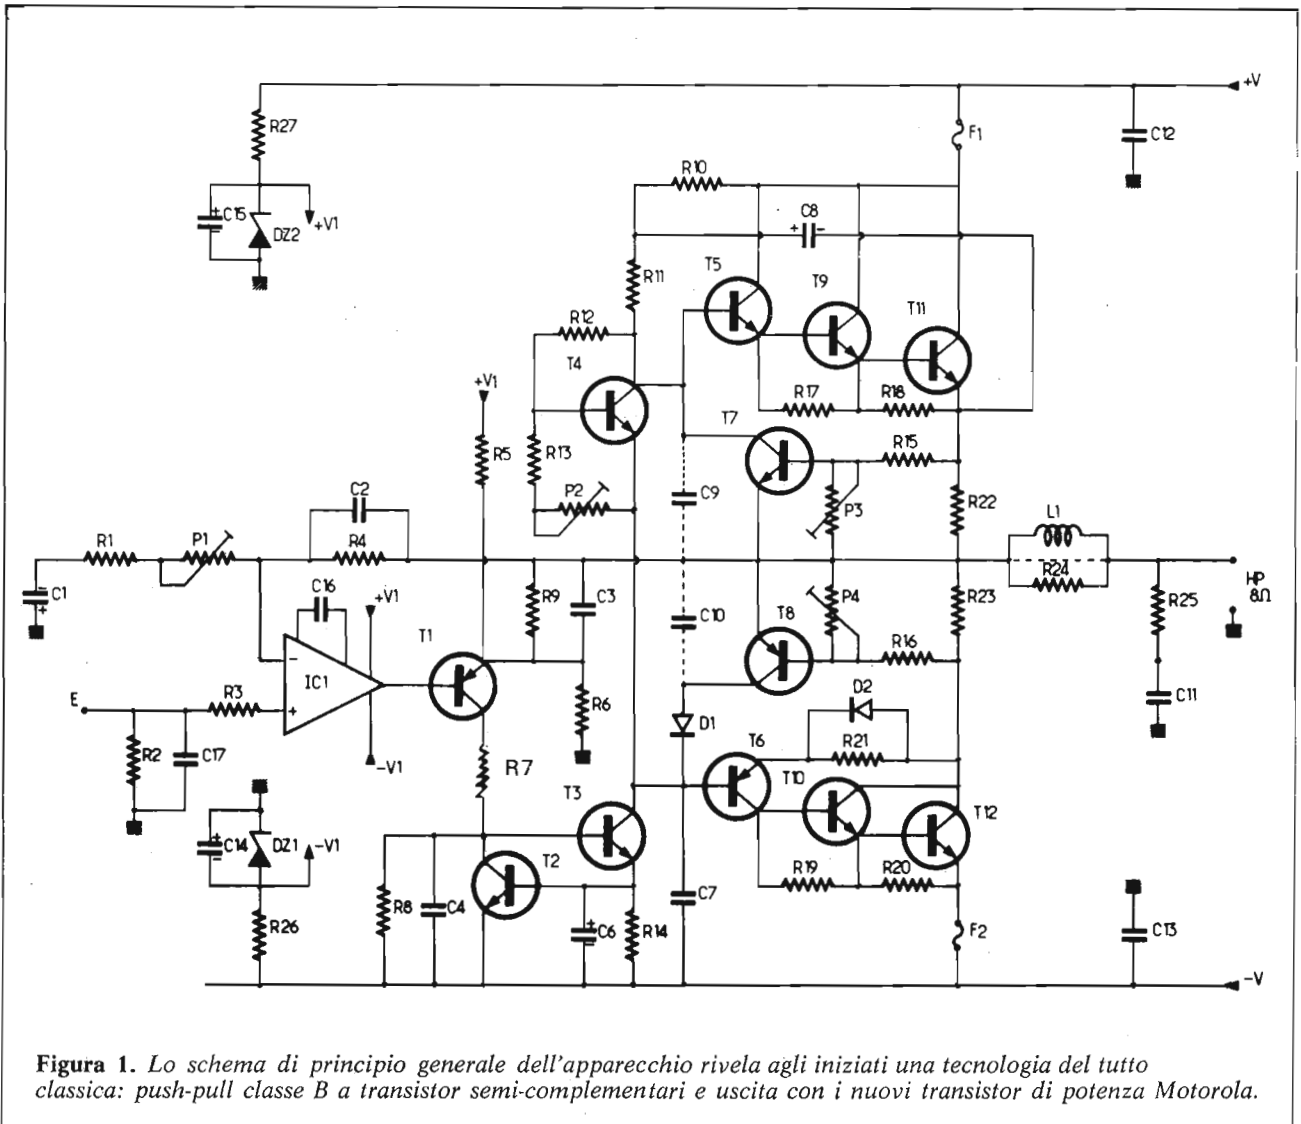 +V
R27
F1
C12
R10
C15
+V1
DZ2
C8
T5
R11
T9
T11
R12
T4
+V1
R17
R18
T7
R5
R13
R15
C2
P2
C9
P3
R22
L1
R1
P1
R4
R24
HP
8Ω
C1
C16
+V1
R9
C3
P4
R23
R25
C10
T8
T1
R16
IC1
E
R3
R6
D1
D2
C11
R2
C17
-V1
R7
T6
R21
T10
T3
T12
C14
DZ1
-V1
T2
R19
R20
R8
C4
C7
R26
C6
R14
F2
C13
-V
Figura 1. Lo schema di principio generale dell'apparecchio rivela agli iniziati una tecnologia del tutto
classica: push-pull classe B a transistor semi-complementari e uscita con i nuovi transistor di potenza Motorola.